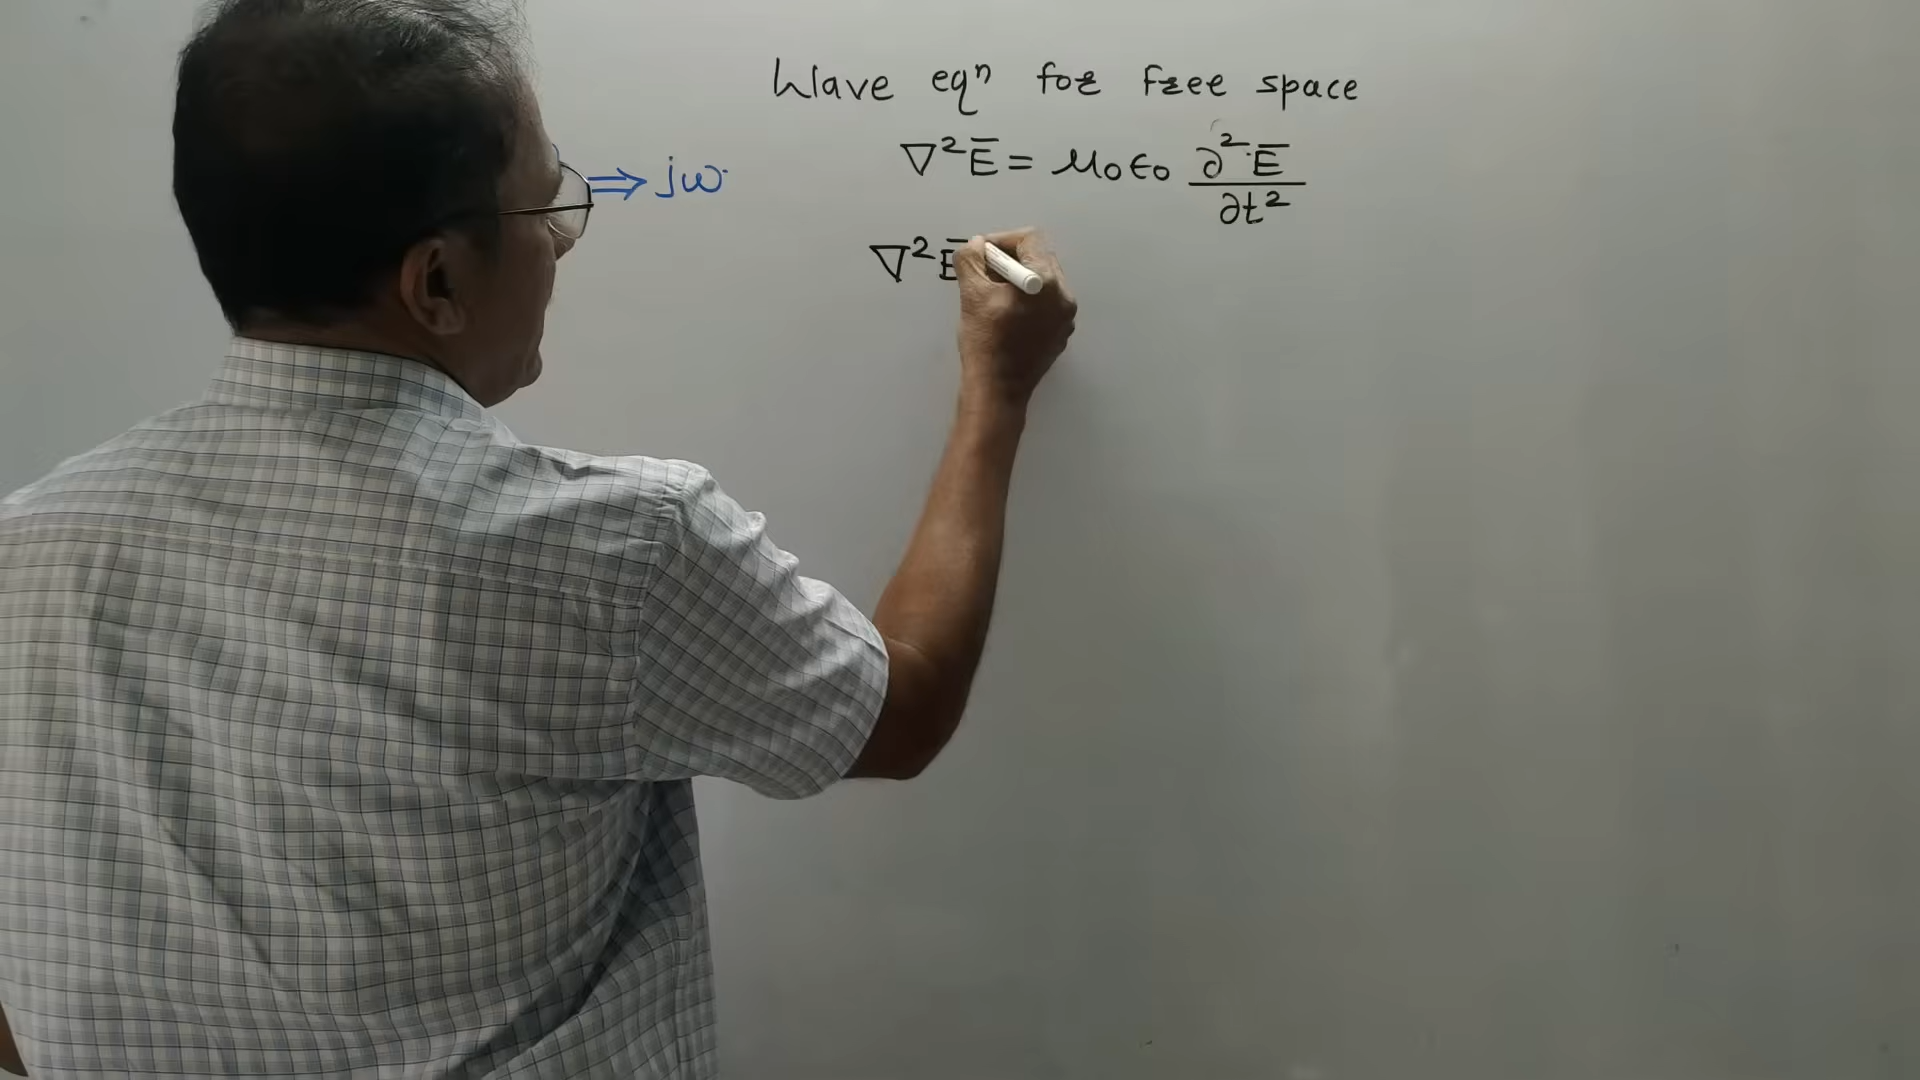 Wave eqⁿ for free space
∇²E̅ = μ₀ε₀ ∂²E̅/∂t²
⇒ jω
∇²E̅